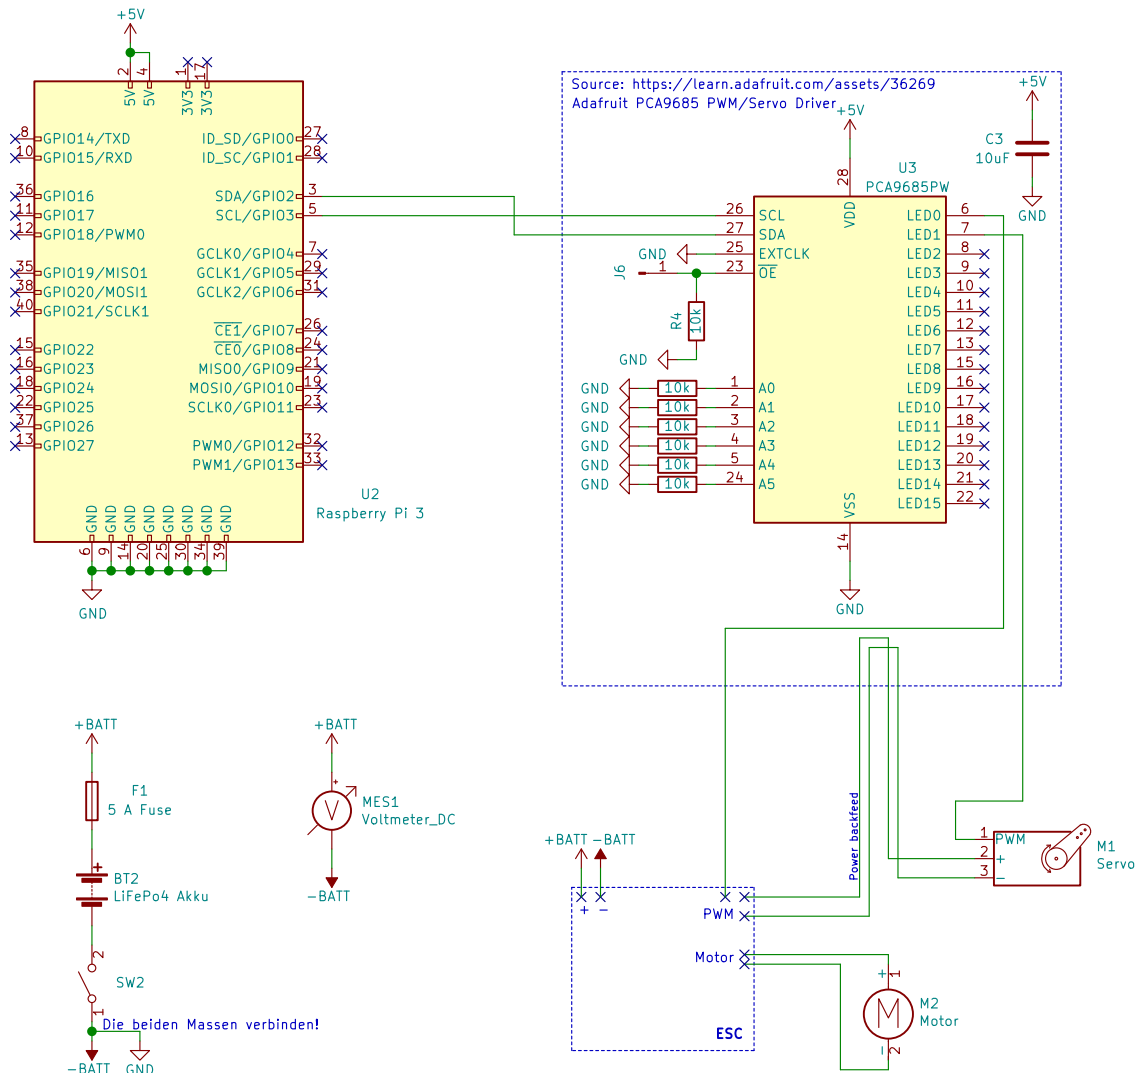 +5V
2
4
1
17
5V
5V
3V3
3V3
8
GPIO14/TXD
10
GPIO15/RXD
36
GPIO16
11
GPIO17
12
GPIO18/PWM0
35
GPIO19/MISO1
38
GPIO20/MOSI1
40
GPIO21/SCLK1
15
GPIO22
16
GPIO23
18
GPIO24
22
GPIO25
37
GPIO26
13
GPIO27
ID_SD/GPIO0
27
ID_SC/GPIO1
28
SDA/GPIO2
3
SCL/GPIO3
5
GCLK0/GPIO4
7
GCLK1/GPIO5
29
GCLK2/GPIO6
31
CE1/GPIO7
26
CE0/GPIO8
24
MISO0/GPIO9
21
MOSI0/GPIO10
19
SCLK0/GPIO11
23
PWM0/GPIO12
32
PWM1/GPIO13
33
U2
Raspberry Pi 3
GND
GND
GND
GND
GND
GND
GND
GND
6
9
14
20
25
30
34
39
GND
Source: https://learn.adafruit.com/assets/36269
Adafruit PCA9685 PWM/Servo Driver
+5V
+5V
C3
10uF
GND
U3
PCA9685PW
28
VDD
26
SCL
27
SDA
GND
25
EXTCLK
J6
1
23
OE
R4
10k
GND
GND
10k
1
A0
GND
10k
2
A1
GND
10k
3
A2
GND
10k
4
A3
GND
10k
5
A4
GND
10k
24
A5
LED0
6
LED1
7
LED2
8
LED3
9
LED4
10
LED5
11
LED6
12
LED7
13
LED8
15
LED9
16
LED10
17
LED11
18
LED12
19
LED13
20
LED14
21
LED15
22
VSS
14
GND
+BATT
F1
5 A Fuse
+
BT2
LiFePo4 Akku
2
SW2
1
Die beiden Massen verbinden!
-BATT
GND
+BATT
+
V
MES1
Voltmeter_DC
-BATT
+BATT
-BATT
+
-
PWM
Motor
ESC
Power backfeed
1
PWM
2
+
3
-
M1
Servo
+
1
M
M2
Motor
-
2